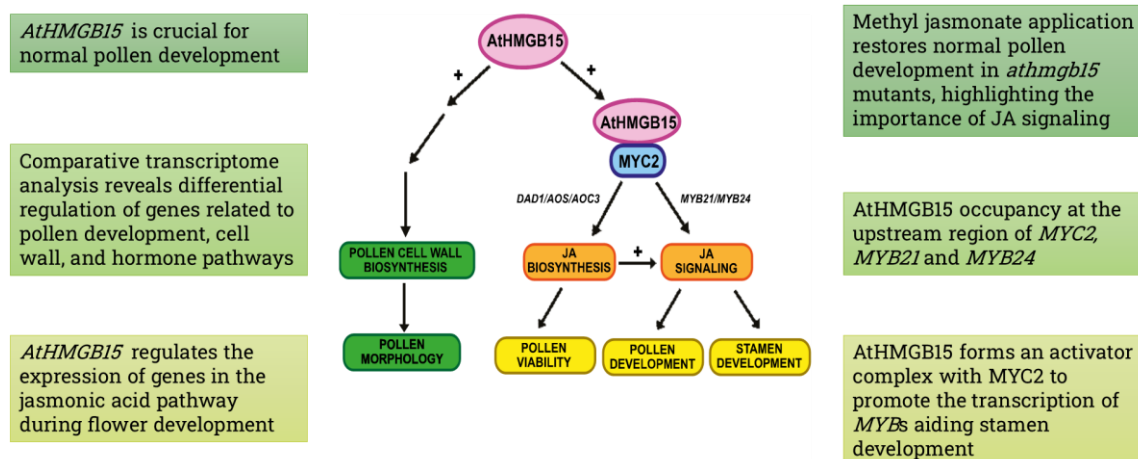 AtHMGB15 is crucial for
normal pollen development
Comparative transcriptome
analysis reveals differential
regulation of genes related to
pollen development, cell
wall, and hormone pathways
AtHMGB15 regulates the
expression of genes in the
jasmonic acid pathway
during flower development
AtHMGB15
+
+
AtHMGB15
MYC2
DAD1/AOS/AOC3
MYB21/MYB24
POLLEN CELL WALL
BIOSYNTHESIS
JA
BIOSYNTHESIS
+
JA
SIGNALING
POLLEN
MORPHOLOGY
POLLEN
VIABILITY
POLLEN
DEVELOPMENT
STAMEN
DEVELOPMENT
Methyl jasmonate application
restores normal pollen
development in athmgb15
mutants, highlighting the
importance of JA signaling
AtHMGB15 occupancy at the
upstream region of MYC2,
MYB21 and MYB24
AtHMGB15 forms an activator
complex with MYC2 to
promote the transcription of
MYBs aiding stamen
development